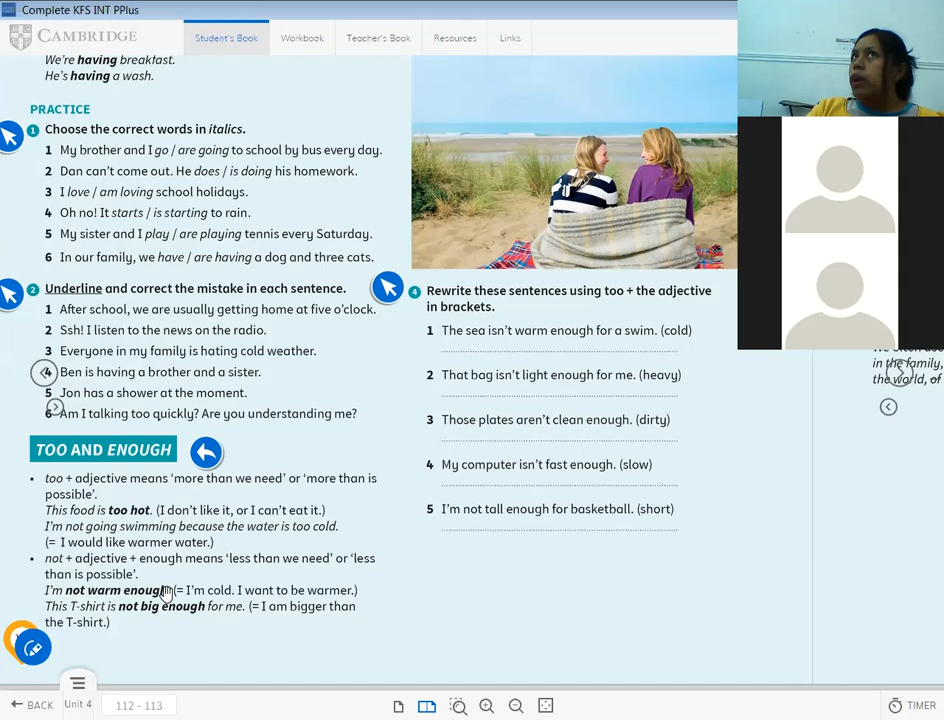 Complete KFS INT PPlus
CAMBRIDGE
Student's Book
Workbook
Teacher's Book
Resources
Links
We're having breakfast.
He's having a wash.
PRACTICE
1 Choose the correct words in italics.
1 My brother and I go / are going to school by bus every day.
2 Dan can't come out. He does / is doing his homework.
3 I love / am loving school holidays.
4 Oh no! It starts / is starting to rain.
5 My sister and I play / are playing tennis every Saturday.
6 In our family, we have / are having a dog and three cats.
2 Underline and correct the mistake in each sentence.
1 After school, we are usually getting home at five o'clock.
2 Ssh! I listen to the news on the radio.
3 Everyone in my family is hating cold weather.
4 Ben is having a brother and a sister.
5 Jon has a shower at the moment.
6 Am I talking too quickly? Are you understanding me?
TOO AND ENOUGH
• too + adjective means 'more than we need' or 'more than is
possible'.
This food is too hot. (I don't like it, or I can't eat it.)
I'm not going swimming because the water is too cold.
(= I would like warmer water.)
• not + adjective + enough means 'less than we need' or 'less
than is possible'.
I'm not warm enough (= I'm cold. I want to be warmer.)
This T-shirt is not big enough for me. (= I am bigger than
the T-shirt.)
4 Rewrite these sentences using too + the adjective
in brackets.
1 The sea isn't warm enough for a swim. (cold)
2 That bag isn't light enough for me. (heavy)
3 Those plates aren't clean enough. (dirty)
4 My computer isn't fast enough. (slow)
5 I'm not tall enough for basketball. (short)
in the family,
the world, of
BACK
Unit 4
112 - 113
TIMER